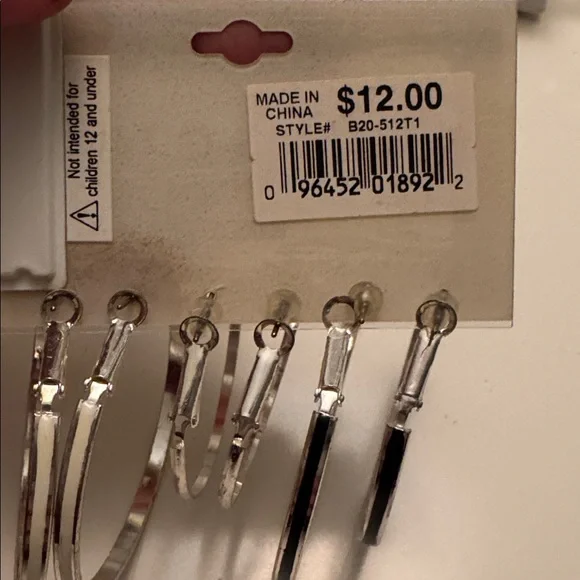 Not intended for
children 12 and under
MADE IN
CHINA
$12.00
STYLE# B20-512T1
0 96452 01892 2